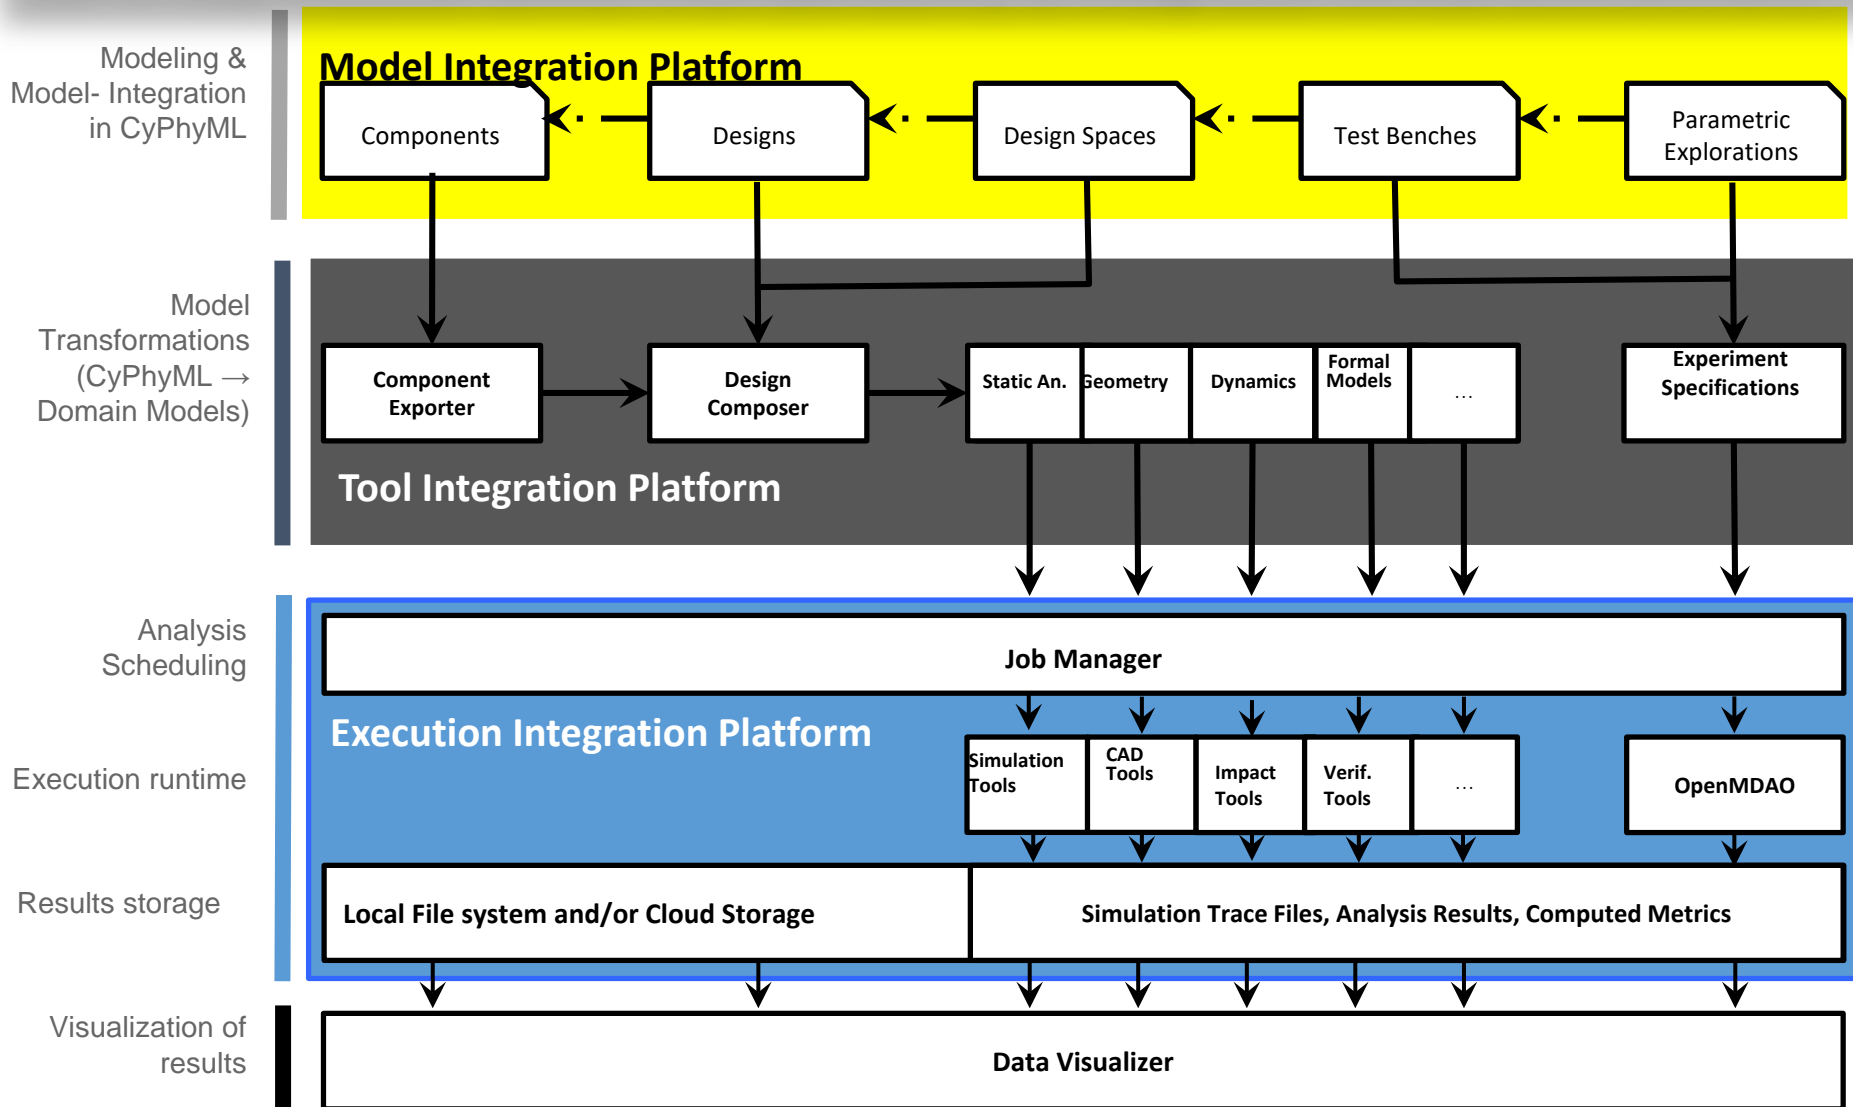 Modeling &
Model- Integration
in CyPhyML
Model Integration Platform
Components
Designs
Design Spaces
Test Benches
Parametric
Explorations
Model
Transformations
(CyPhyML →
Domain Models)
Component
Exporter
Design
Composer
Static An.
Geometry
Dynamics
Formal
Models
...
Experiment
Specifications
Tool Integration Platform
Analysis
Scheduling
Job Manager
Execution Integration Platform
Execution runtime
Simulation
Tools
CAD
Tools
Impact
Tools
Verif.
Tools
...
OpenMDAO
Results storage
Local File system and/or Cloud Storage
Simulation Trace Files, Analysis Results, Computed Metrics
Visualization of
results
Data Visualizer